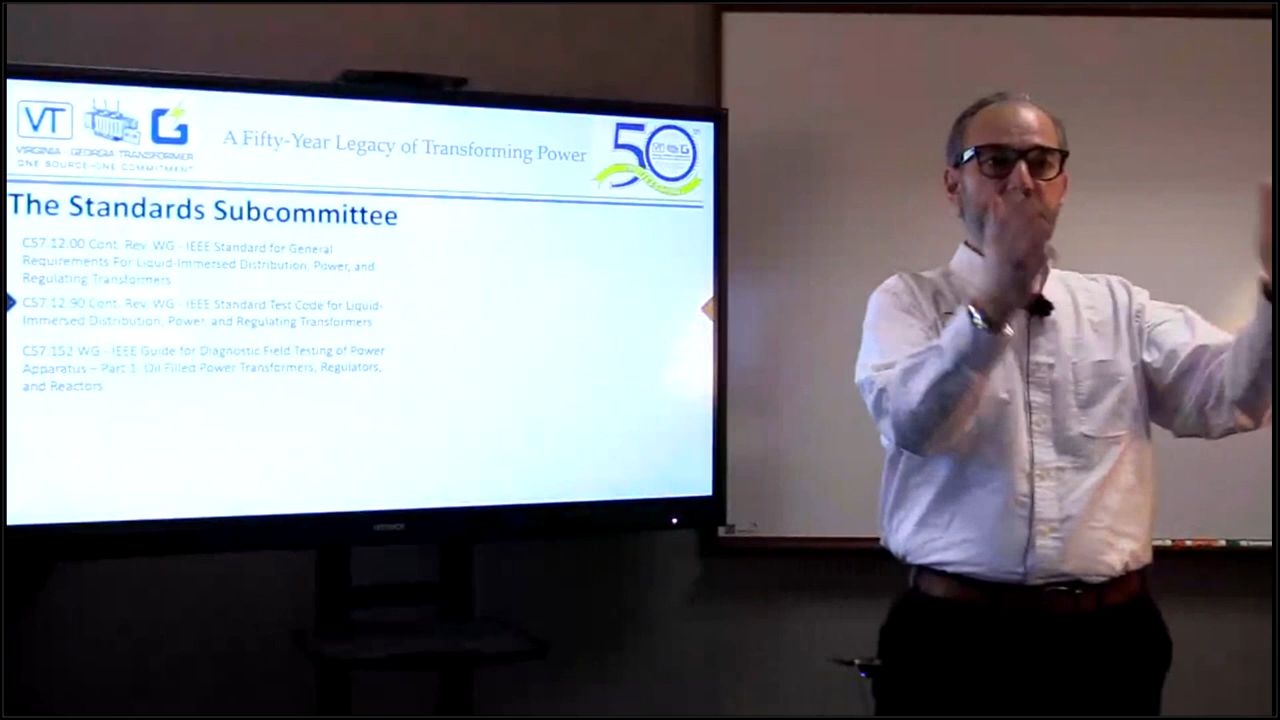 VT
G
VIRGINIA - GEORGIA TRANSFORMER
ONE SOURCE-ONE COMMITMENT
A Fifty-Year Legacy of Transforming Power
50
The Standards Subcommittee
C57.12.00 Cont. Rev. WG - IEEE Standard for General
Requirements For Liquid-Immersed Distribution, Power, and
Regulating Transformers
C57.12.90 Cont. Rev. WG - IEEE Standard Test Code for Liquid-
Immersed Distribution, Power, and Regulating Transformers
C57.152 WG - IEEE Guide for Diagnostic Field Testing of Power
Apparatus – Part 1: Oil Filled Power Transformers, Regulators,
and Reactors